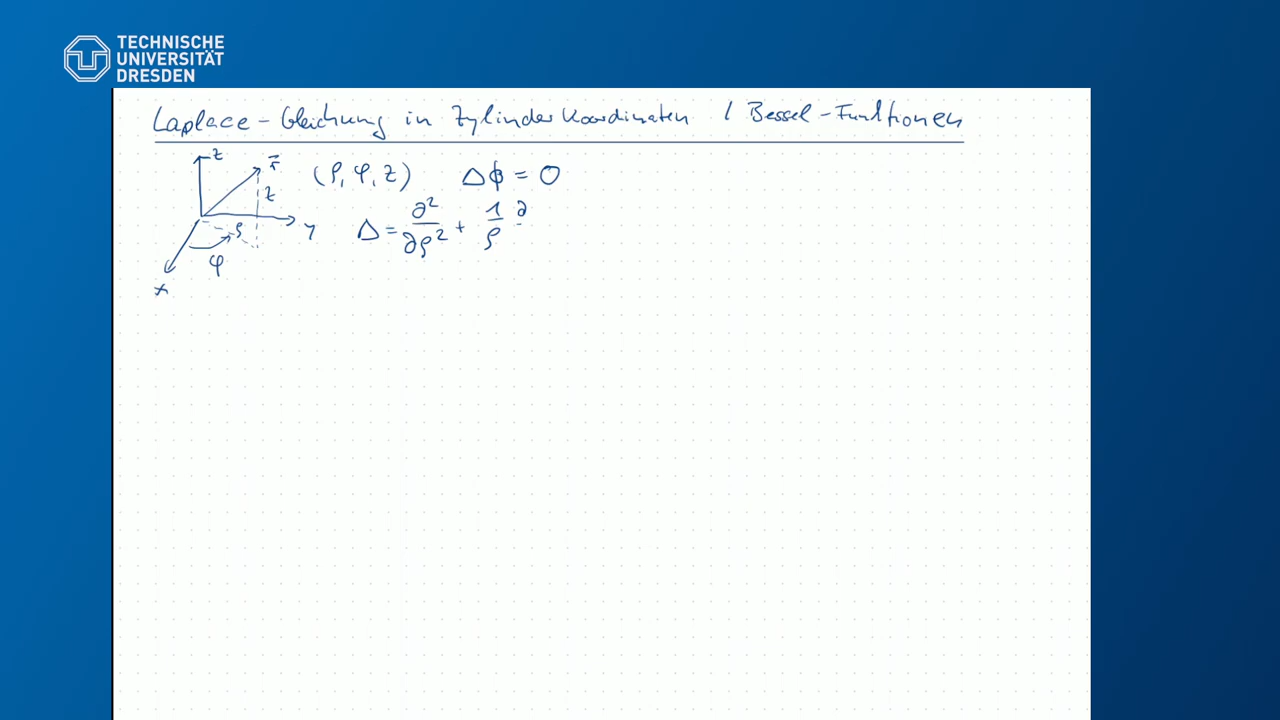 TECHNISCHE
UNIVERSITÄT
DRESDEN
Laplace-Gleichung in Zylinderkoordinaten / Bessel-Funktionen
z r⃗ (ρ, φ, z) Δϕ = 0
z
y ρ Δ = ∂²/∂ρ² + 1/ρ ∂
φ
x